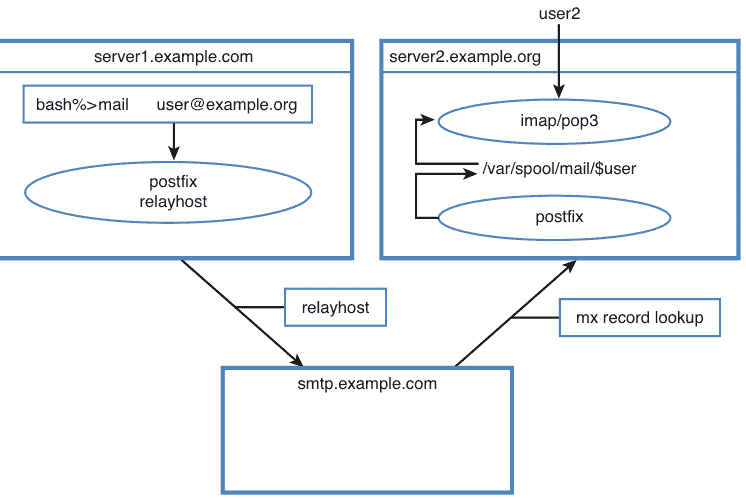 user2
server1.example.com
server2.example.org
bash%>mail user@example.org
imap/pop3
postfix
relayhost
/var/spool/mail/$user
postfix
relayhost
mx record lookup
smtp.example.com